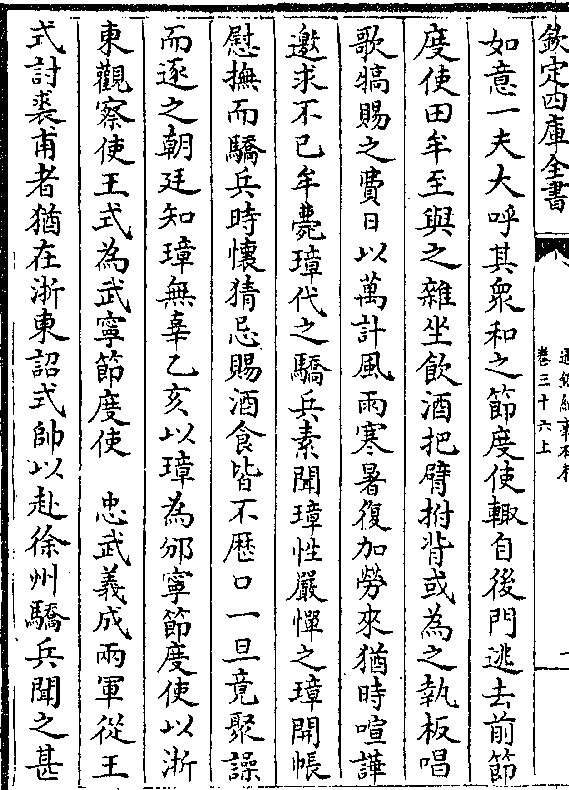 欽定四庫全書
通鑑紀事本末
卷三十六上
一
如意一夫大呼其衆和之節度使輙自後門逃去前節
度使田牟至與之雜坐飲酒把臂拊背或為之執板唱
歌犒賜之費日以萬計風雨寒暑復加勞來猶時喧譁
邀求不已牟薨璋代之驕兵素聞璋性嚴憚之璋開帳
慰撫而驕兵時懷猜忌賜酒食皆不歴口一旦竟聚譟
而逐之朝廷知璋無辜乙亥以璋為邠寧節度使以浙
東觀察使王式為武寧節度使　忠武義成兩軍從王
式討裘甫者猶在浙東詔式帥以赴徐州驕兵聞之甚